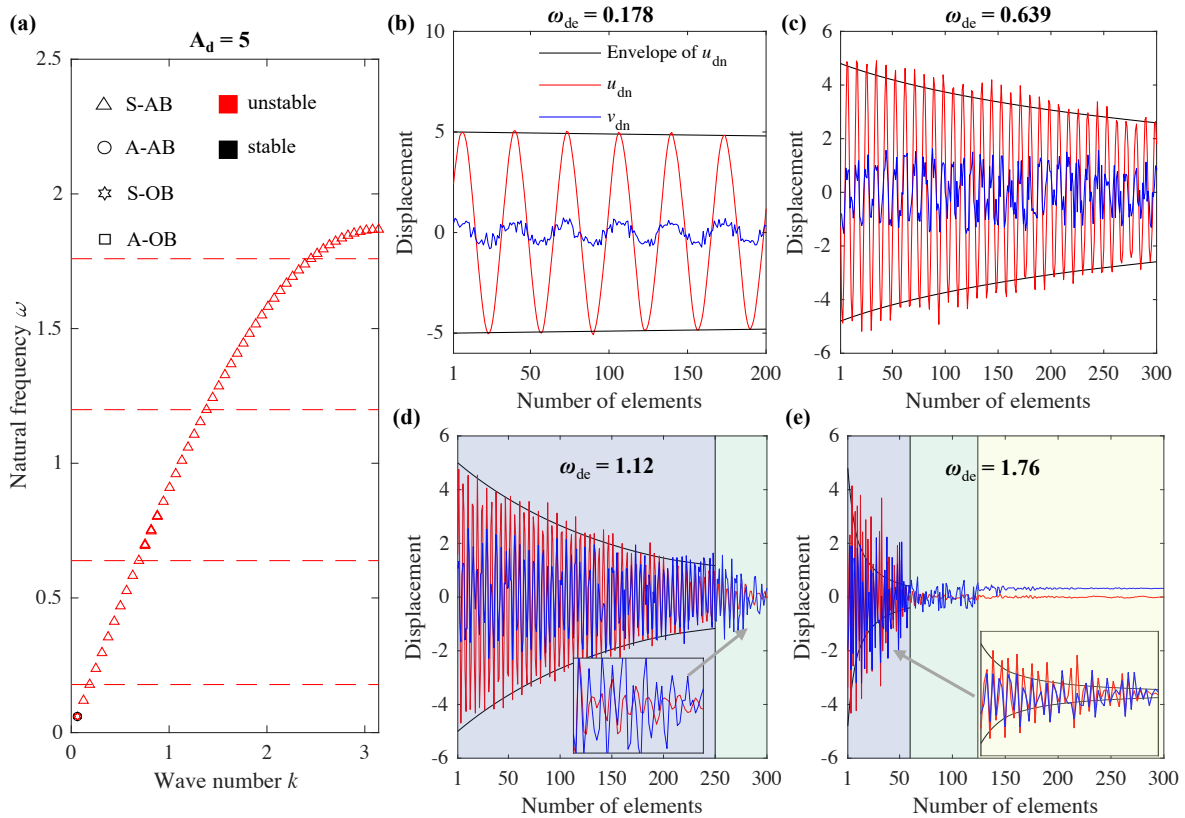 (a)
A_d = 5
2.5
2
1.5
1
0.5
0
0
1
2
3
Natural frequency ω
Wave number k
S-AB
A-AB
S-OB
A-OB
unstable
stable
(b)
ω_de = 0.178
10
5
0
-5
1
50
100
150
200
Displacement
Number of elements
Envelope of u_dn
u_dn
v_dn
(c)
ω_de = 0.639
6
4
2
0
-2
-4
-6
1
50
100
150
200
250
300
Displacement
Number of elements
(d)
ω_de = 1.12
6
4
2
0
-2
-4
-6
1
50
100
150
200
250
300
Displacement
Number of elements
(e)
ω_de = 1.76
6
4
2
0
-2
-4
-6
1
50
100
150
200
250
300
Displacement
Number of elements